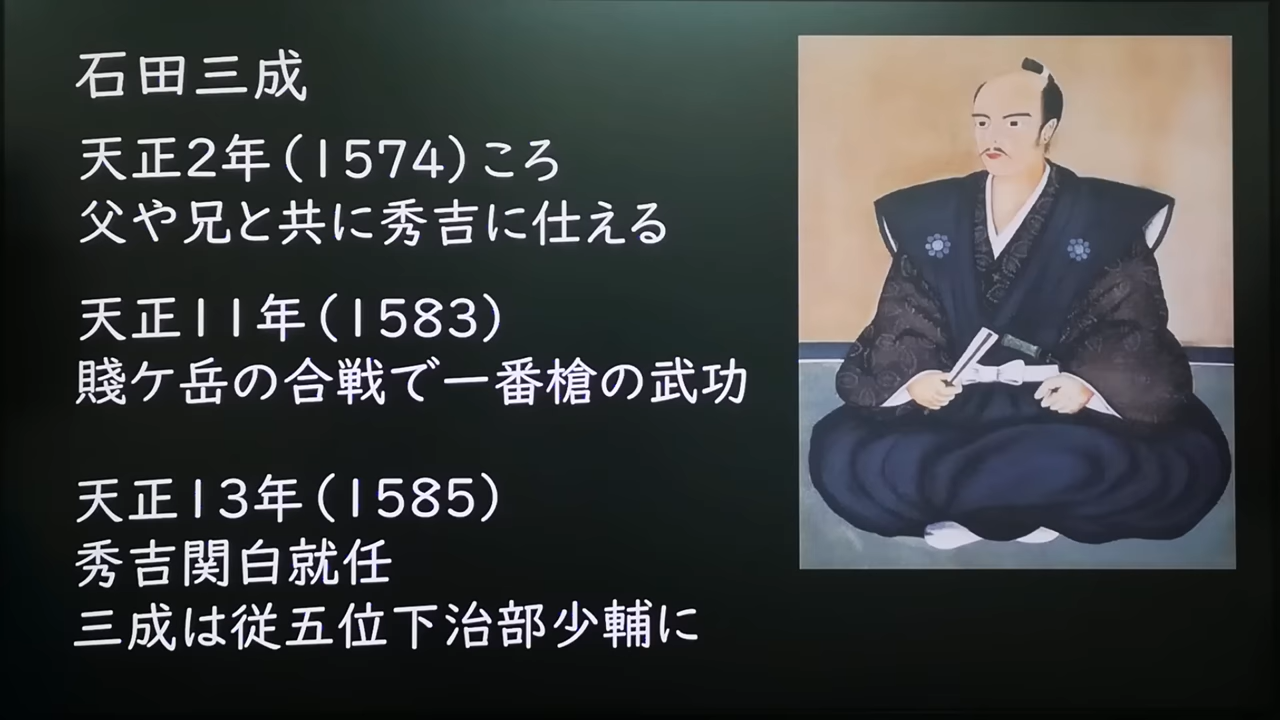 石田三成
天正2年(1574)ころ
父や兄と共に秀吉に仕える
天正11年(1583)
賤ケ岳の合戦で一番槍の武功
天正13年(1585)
秀吉関白就任
三成は従五位下治部少輔に